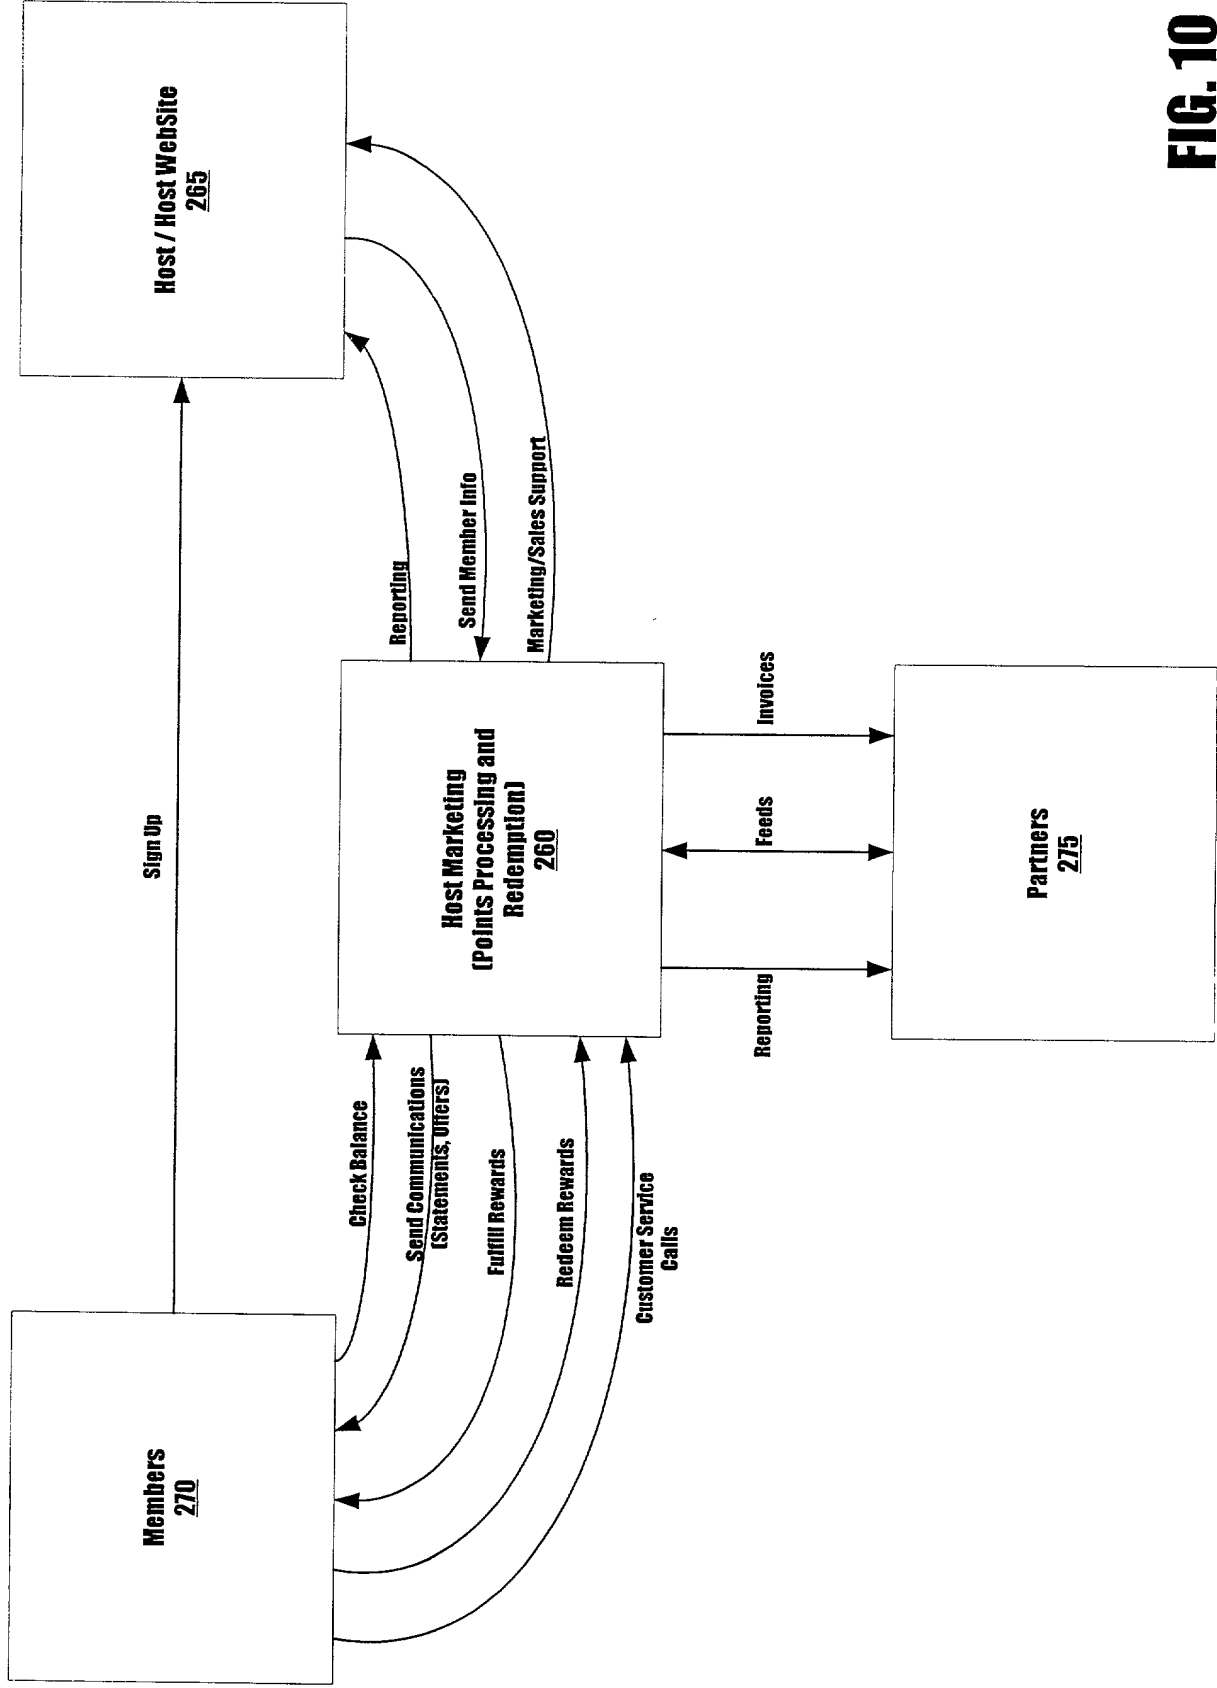 Members
270
Sign Up
Host / Host WebSite
265
Check Balance
Send Communications
(Statements, Offers)
Fulfill Rewards
Redeem Rewards
Customer Service
Calls
Host Marketing
(Points Processing and
Redemption)
260
Reporting
Send Member Info
Marketing/Sales Support
Reporting
Feeds
Invoices
Partners
275
FIG. 10